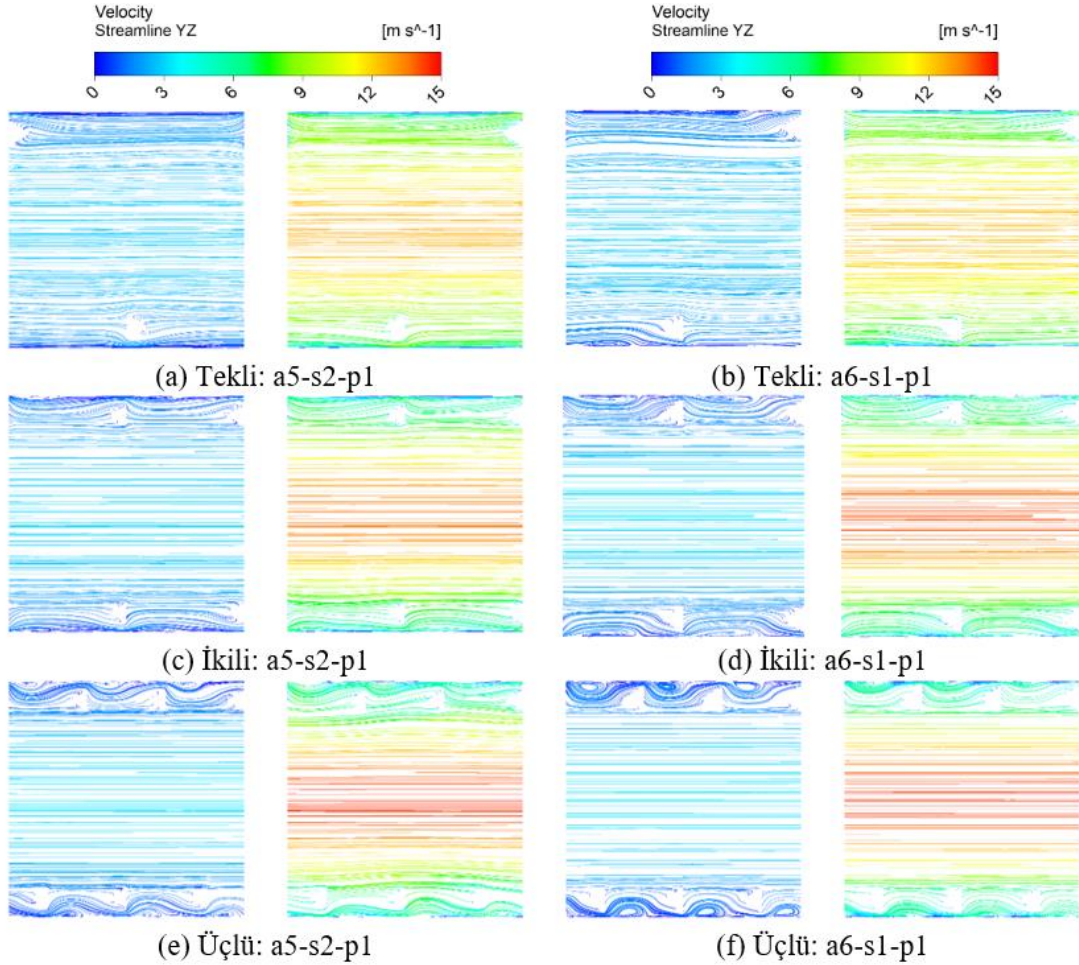 Velocity
Streamline YZ [m s^-1]
0 3 6 9 12 15
Velocity
Streamline YZ [m s^-1]
0 3 6 9 12 15
(a) Tekli: a5-s2-p1
(b) Tekli: a6-s1-p1
(c) İkili: a5-s2-p1
(d) İkili: a6-s1-p1
(e) Üçlü: a5-s2-p1
(f) Üçlü: a6-s1-p1